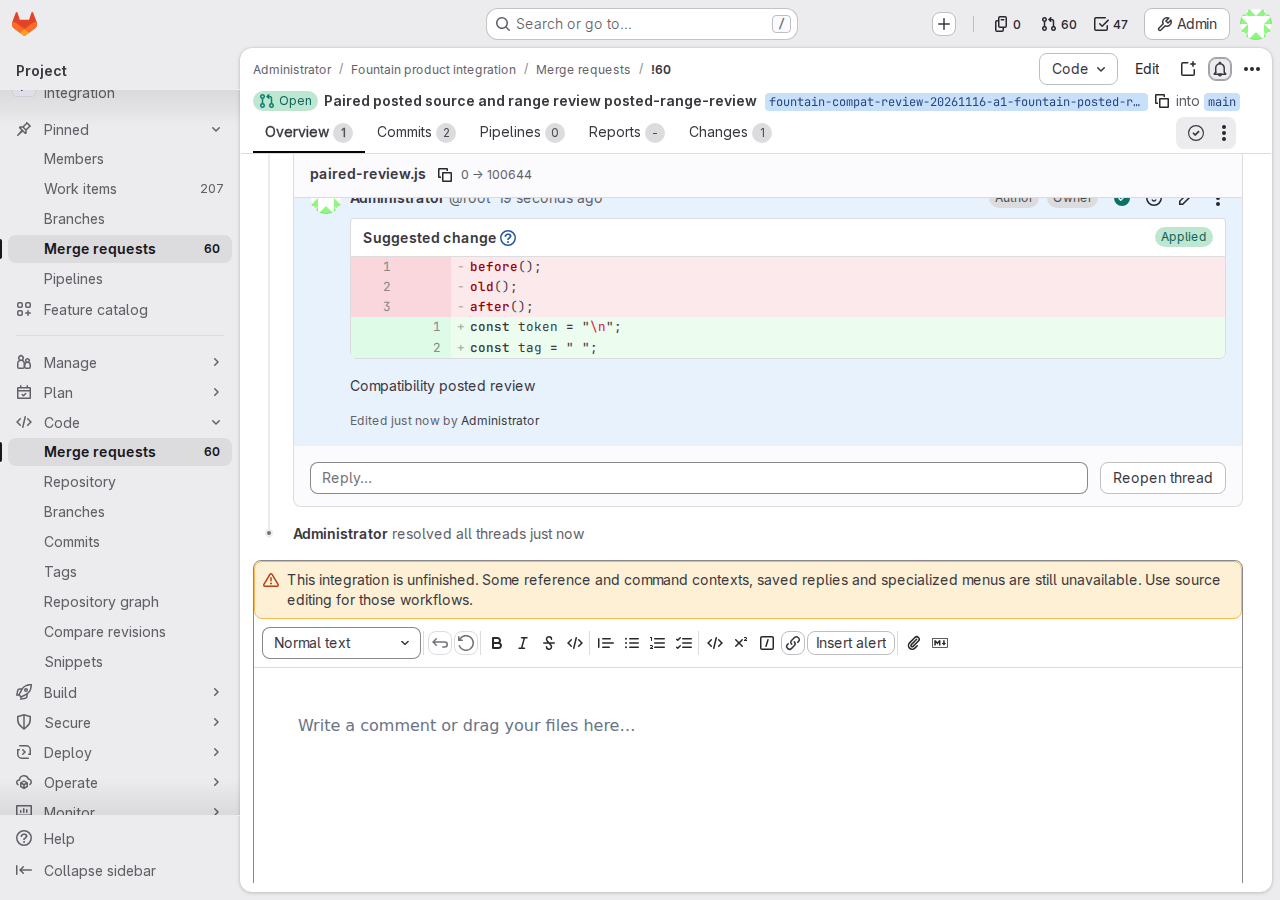 Search or go to...
/
0
60
47
Admin
Project
Integration
Pinned
Members
Work items 207
Branches
Merge requests 60
Pipelines
Feature catalog
Manage
Plan
Code
Merge requests 60
Repository
Branches
Commits
Tags
Repository graph
Compare revisions
Snippets
Build
Secure
Deploy
Operate
Monitor
Help
Collapse sidebar
Administrator / Fountain product integration / Merge requests / !60
Code
Edit
Open Paired posted source and range review posted-range-review fountain-compat-review-20261116-a1-fountain-posted-r… into main
Overview 1
Commits 2
Pipelines 0
Reports -
Changes 1
paired-review.js 0 → 100644
Administrator @root 19 seconds ago
Author
Owner
Suggested change
Applied
1 - before();
2 - old();
3 - after();
1 + const token = "\n";
2 + const tag = " ";
Compatibility posted review
Edited just now by Administrator
Reply…
Reopen thread
Administrator resolved all threads just now
This integration is unfinished. Some reference and command contexts, saved replies and specialized menus are still unavailable. Use source
editing for those workflows.
Normal text
Insert alert
Write a comment or drag your files here…